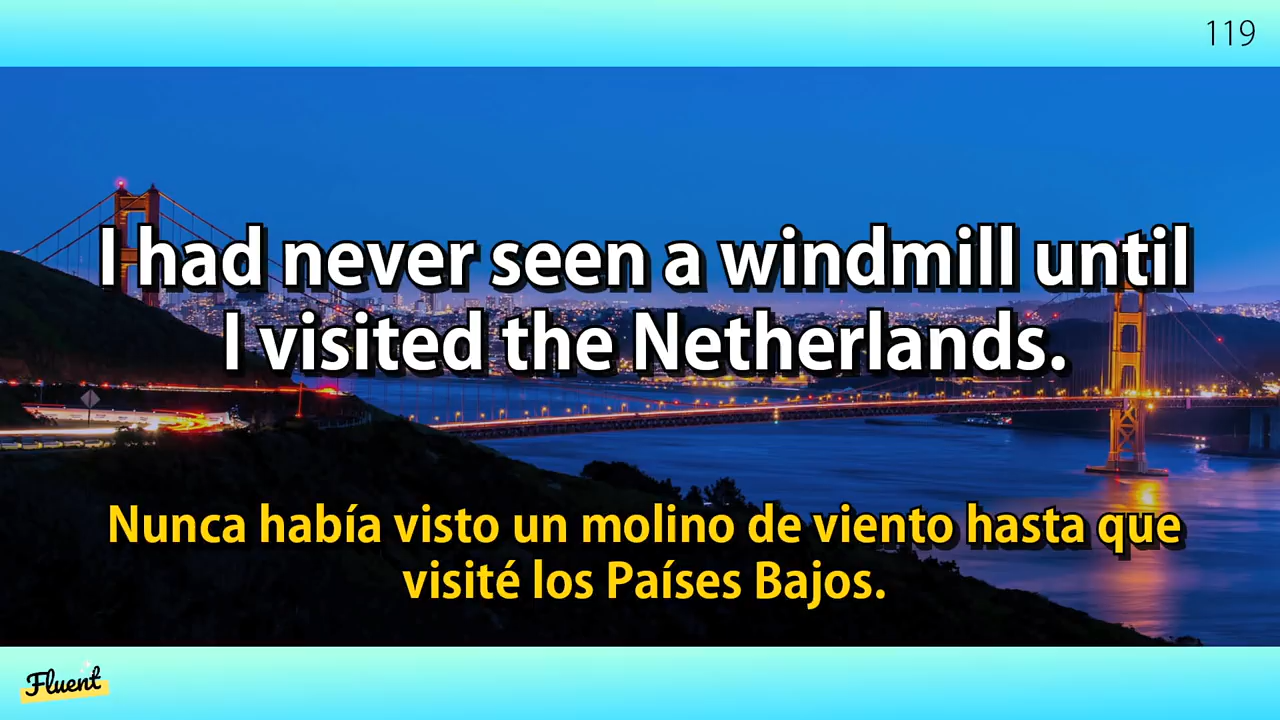 119
I had never seen a windmill until
I visited the Netherlands.
Nunca había visto un molino de viento hasta que
visité los Países Bajos.
Fluent